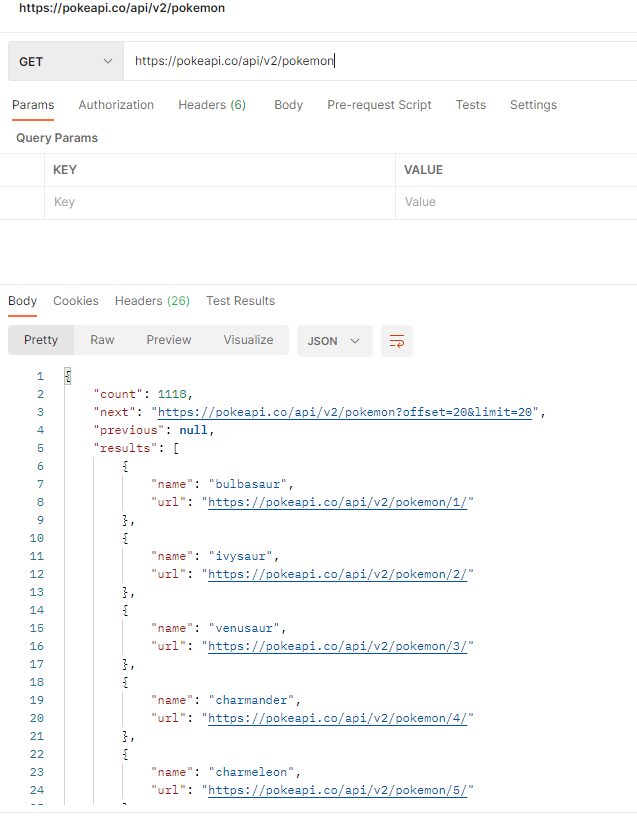 https://pokeapi.co/api/v2/pokemon
GET https://pokeapi.co/api/v2/pokemon
Params Authorization Headers (6) Body Pre-request Script Tests Settings
Query Params
KEY VALUE
Key Value
Body Cookies Headers (26) Test Results
Pretty Raw Preview Visualize JSON
1 {
2 "count": 1118,
3 "next": "https://pokeapi.co/api/v2/pokemon?offset=20&limit=20",
4 "previous": null,
5 "results": [
6 {
7 "name": "bulbasaur",
8 "url": "https://pokeapi.co/api/v2/pokemon/1/"
9 },
10 {
11 "name": "ivysaur",
12 "url": "https://pokeapi.co/api/v2/pokemon/2/"
13 },
14 {
15 "name": "venusaur",
16 "url": "https://pokeapi.co/api/v2/pokemon/3/"
17 },
18 {
19 "name": "charmander",
20 "url": "https://pokeapi.co/api/v2/pokemon/4/"
21 },
22 {
23 "name": "charmeleon",
24 "url": "https://pokeapi.co/api/v2/pokemon/5/"